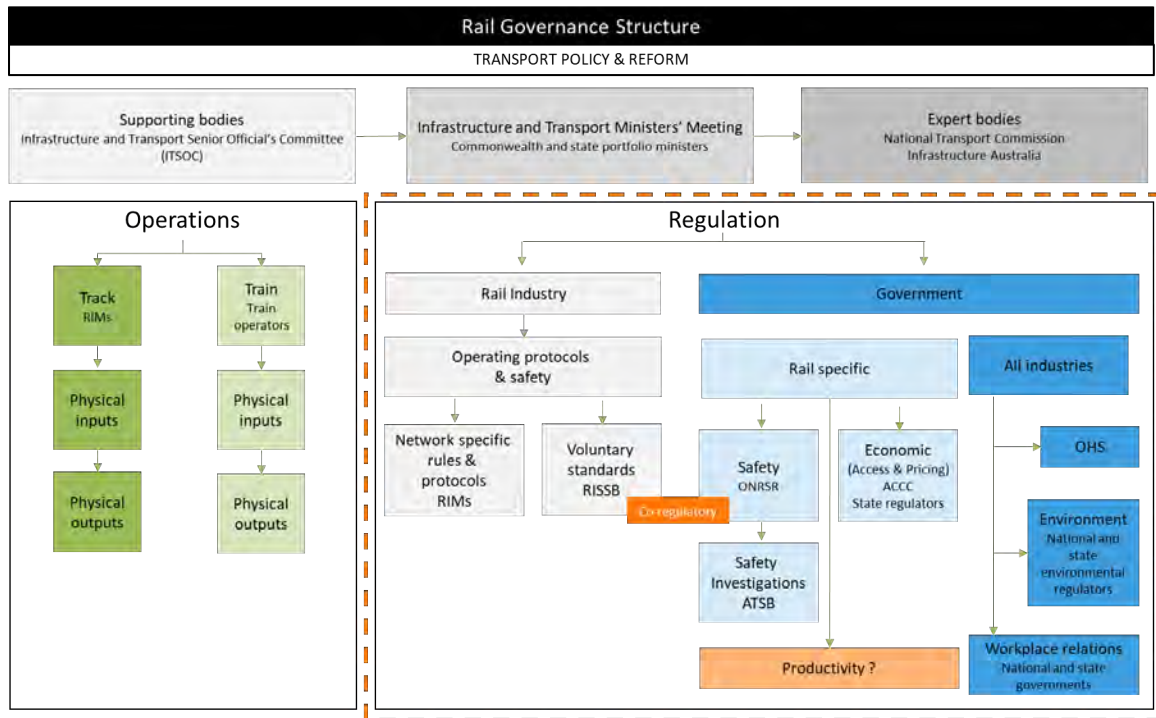 Rail Governance Structure
TRANSPORT POLICY & REFORM
Supporting bodies
Infrastructure and Transport Senior Official's Committee
(ITSOC)
Infrastructure and Transport Ministers' Meeting
Commonwealth and state portfolio ministers
Expert bodies
National Transport Commission
Infrastructure Australia
Operations
Track
RIMs
Train
Train
operators
Physical
inputs
Physical
inputs
Physical
outputs
Physical
outputs
Regulation
Rail Industry
Government
Operating protocols
& safety
Rail specific
All industries
Network specific
rules &
protocols
RIMs
Voluntary
standards
RISSB
Co-regulatory
Safety
ONRSR
Economic
(Access & Pricing)
ACCC
State regulators
OHS
Safety
Investigations
ATSB
Environment
National and
state
environmental
regulators
Productivity ?
Workplace relations
National and state
governments